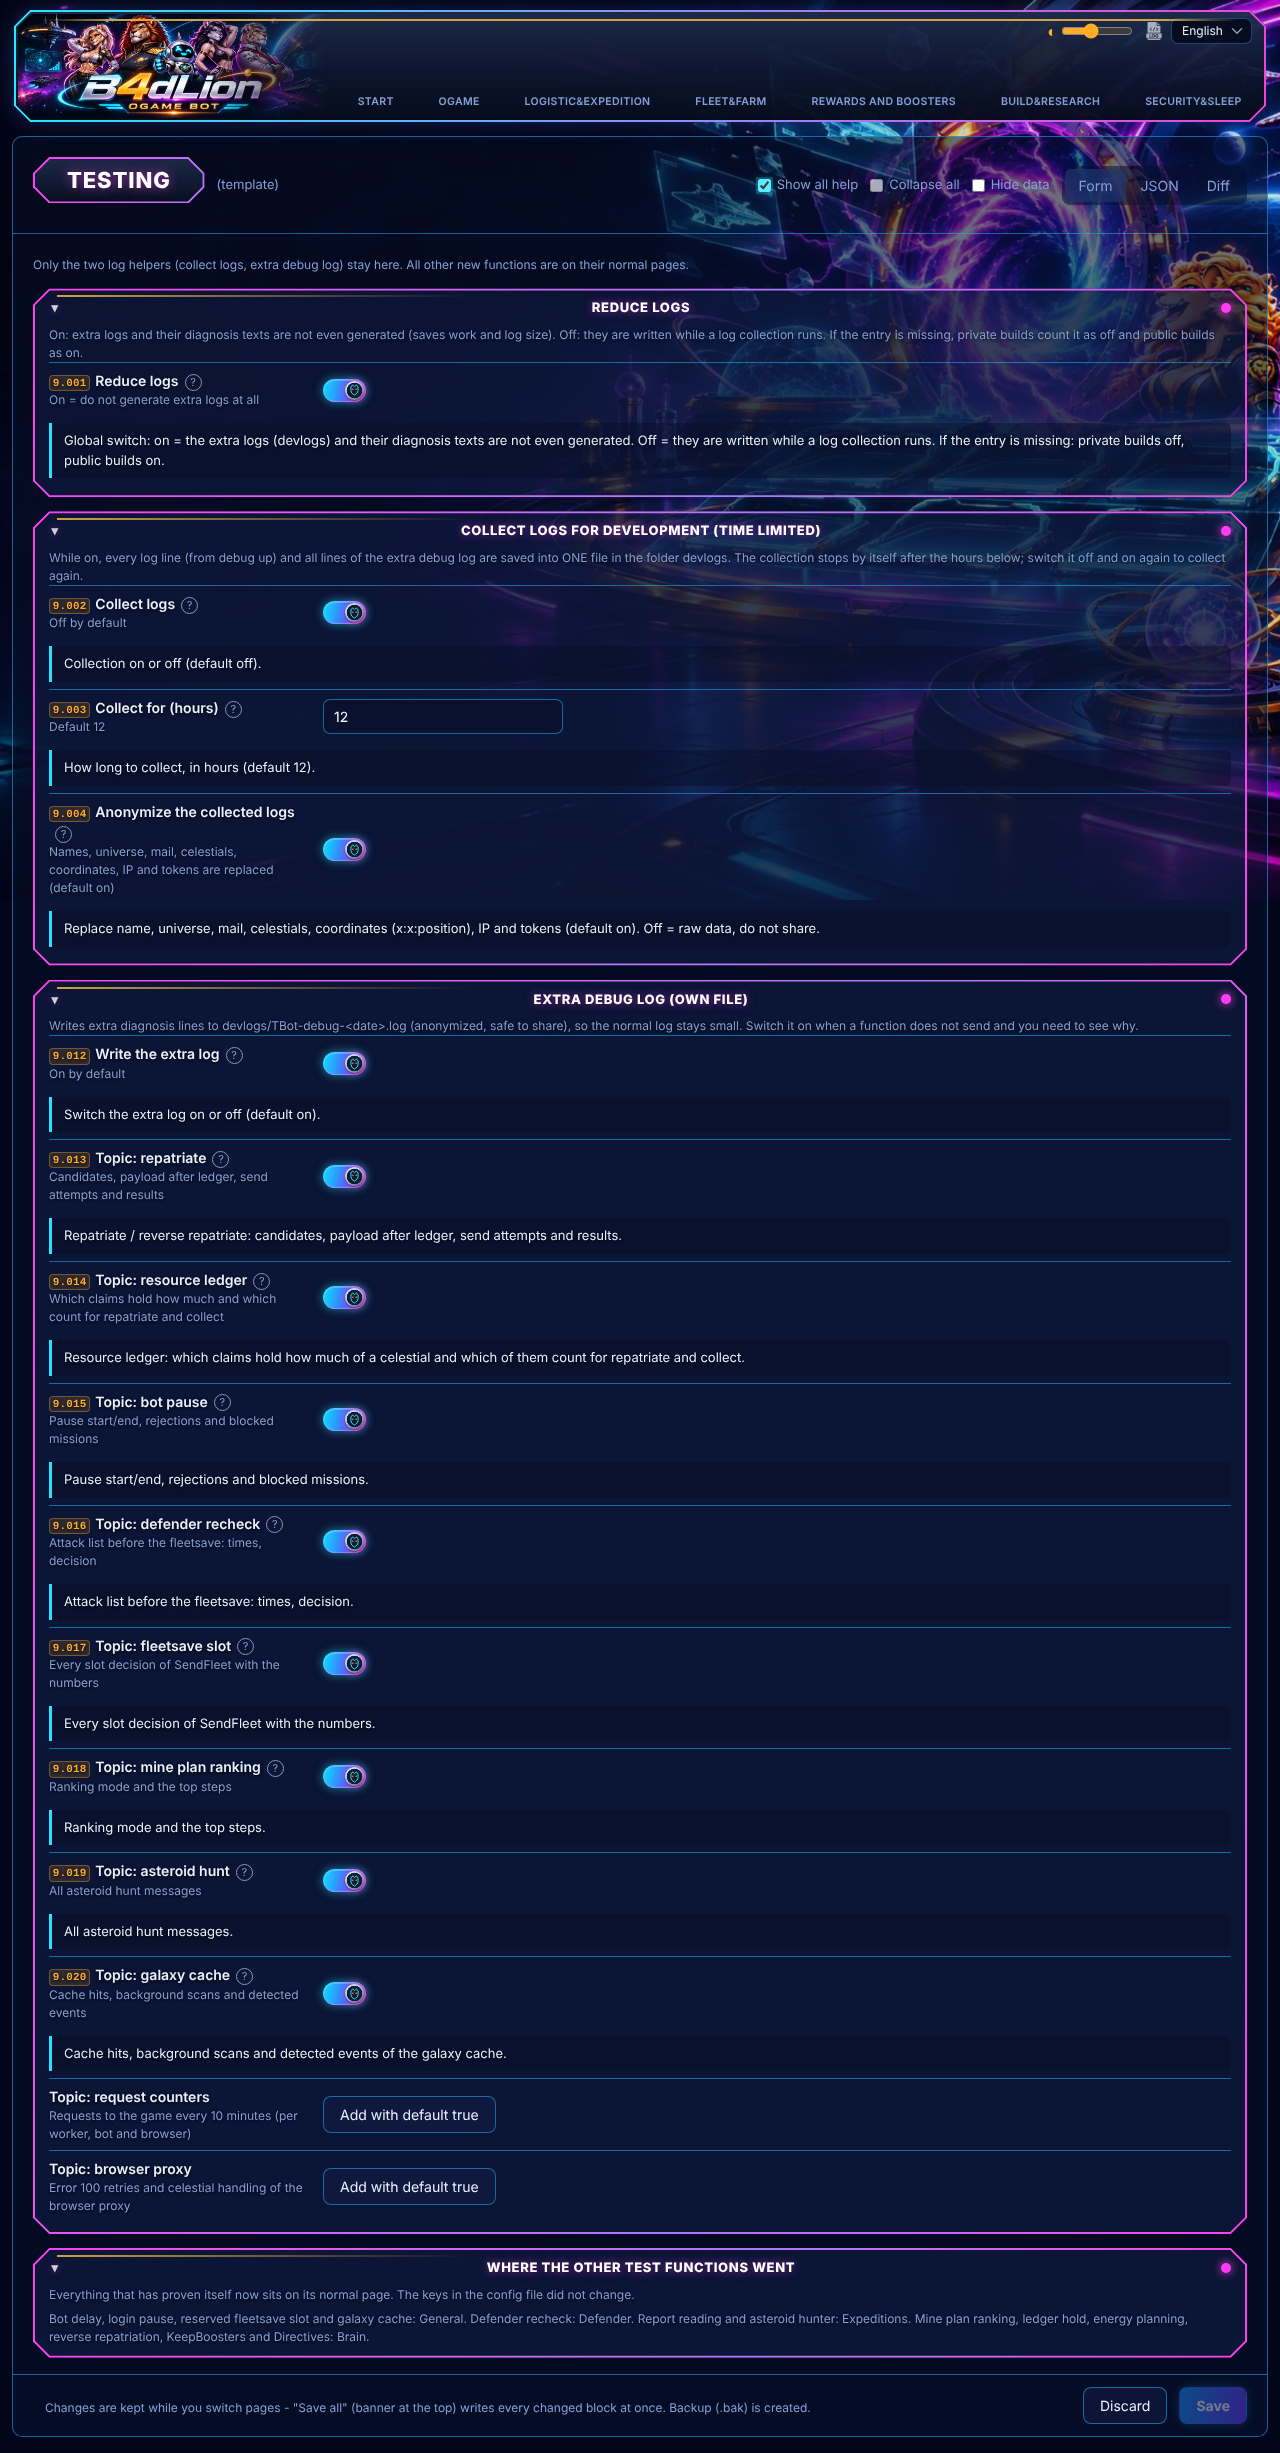 B4dLion
OGAME BOT
English
START
OGAME
LOGISTIC&EXPEDITION
FLEET&FARM
REWARDS AND BOOSTERS
BUILD&RESEARCH
SECURITY&SLEEP
TESTING
(template)
Show all help
Collapse all
Hide data
Form
JSON
Diff
Only the two log helpers (collect logs, extra debug log) stay here. All other new functions are on their normal pages.
▼ REDUCE LOGS
On: extra logs and their diagnosis texts are not even generated (saves work and log size). Off: they are written while a log collection runs. If the entry is missing, private builds count it as off and public builds
as on.
9.001 Reduce logs ?
On = do not generate extra logs at all
Global switch: on = the extra logs (devlogs) and their diagnosis texts are not even generated. Off = they are written while a log collection runs. If the entry is missing: private builds off,
public builds on.
▼ COLLECT LOGS FOR DEVELOPMENT (TIME LIMITED)
While on, every log line (from debug up) and all lines of the extra debug log are saved into ONE file in the folder devlogs. The collection stops by itself after the hours below; switch it off and on again to collect
again.
9.002 Collect logs ?
Off by default
Collection on or off (default off).
9.003 Collect for (hours) ?
Default 12
12
How long to collect, in hours (default 12).
9.004 Anonymize the collected logs
?
Names, universe, mail, celestials,
coordinates, IP and tokens are replaced
(default on)
Replace name, universe, mail, celestials, coordinates (x:x:position), IP and tokens (default on). Off = raw data, do not share.
▼ EXTRA DEBUG LOG (OWN FILE)
Writes extra diagnosis lines to devlogs/TBot-debug-<date>.log (anonymized, safe to share), so the normal log stays small. Switch it on when a function does not send and you need to see why.
9.012 Write the extra log ?
On by default
Switch the extra log on or off (default on).
9.013 Topic: repatriate ?
Candidates, payload after ledger, send
attempts and results
Repatriate / reverse repatriate: candidates, payload after ledger, send attempts and results.
9.014 Topic: resource ledger ?
Which claims hold how much and which
count for repatriate and collect
Resource ledger: which claims hold how much of a celestial and which of them count for repatriate and collect.
9.015 Topic: bot pause ?
Pause start/end, rejections and blocked
missions
Pause start/end, rejections and blocked missions.
9.016 Topic: defender recheck ?
Attack list before the fleetsave: times,
decision
Attack list before the fleetsave: times, decision.
9.017 Topic: fleetsave slot ?
Every slot decision of SendFleet with the
numbers
Every slot decision of SendFleet with the numbers.
9.018 Topic: mine plan ranking ?
Ranking mode and the top steps
Ranking mode and the top steps.
9.019 Topic: asteroid hunt ?
All asteroid hunt messages
All asteroid hunt messages.
9.020 Topic: galaxy cache ?
Cache hits, background scans and detected
events
Cache hits, background scans and detected events of the galaxy cache.
Topic: request counters
Requests to the game every 10 minutes (per
worker, bot and browser)
Add with default true
Topic: browser proxy
Error 100 retries and celestial handling of the
browser proxy
Add with default true
▼ WHERE THE OTHER TEST FUNCTIONS WENT
Everything that has proven itself now sits on its normal page. The keys in the config file did not change.
Bot delay, login pause, reserved fleetsave slot and galaxy cache: General. Defender recheck: Defender. Report reading and asteroid hunter: Expeditions. Mine plan ranking, ledger hold, energy planning,
reverse repatriation, KeepBoosters and Directives: Brain.
Changes are kept while you switch pages - "Save all" (banner at the top) writes every changed block at once. Backup (.bak) is created.
Discard
Save